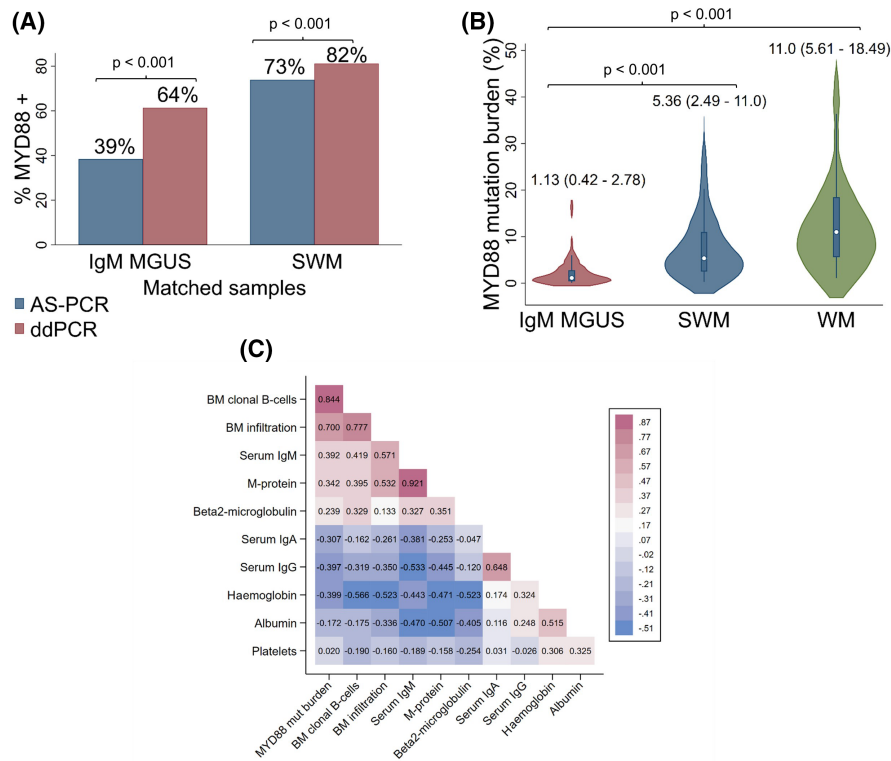 (A)
p < 0.001
p < 0.001
73%
82%
64%
39%
% MYD88 +
80
60
40
20
0
IgM MGUS
SWM
Matched samples
AS-PCR
ddPCR
(B)
p < 0.001
11.0 (5.61 - 18.49)
p < 0.001
5.36 (2.49 - 11.0)
1.13 (0.42 - 2.78)
MYD88 mutation burden (%)
50
40
30
20
10
0
IgM MGUS
SWM
WM
(C)
BM clonal B-cells 0.844
BM infiltration 0.700 0.777
Serum IgM 0.392 0.419 0.571
M-protein 0.342 0.395 0.532 0.921
Beta2-microglobulin 0.239 0.329 0.133 0.327 0.351
Serum IgA -0.307 -0.162 -0.261 -0.381 -0.253 -0.047
Serum IgG -0.397 -0.319 -0.350 -0.533 -0.445 -0.120 0.648
Haemoglobin -0.399 -0.566 -0.523 -0.443 -0.471 -0.523 0.174 0.324
Albumin -0.172 -0.175 -0.336 -0.470 -0.507 -0.405 0.116 0.248 0.515
Platelets 0.020 -0.190 -0.160 -0.189 -0.158 -0.254 0.031 -0.026 0.306 0.325
MYD88 mut burden
BM clonal B-cells
BM infiltration
Serum IgM
M-protein
Beta2-microglobulin
Serum IgA
Serum IgG
Haemoglobin
Albumin
.87
.77
.67
.57
.47
.37
.27
.17
.07
-.02
-.12
-.21
-.31
-.41
-.51